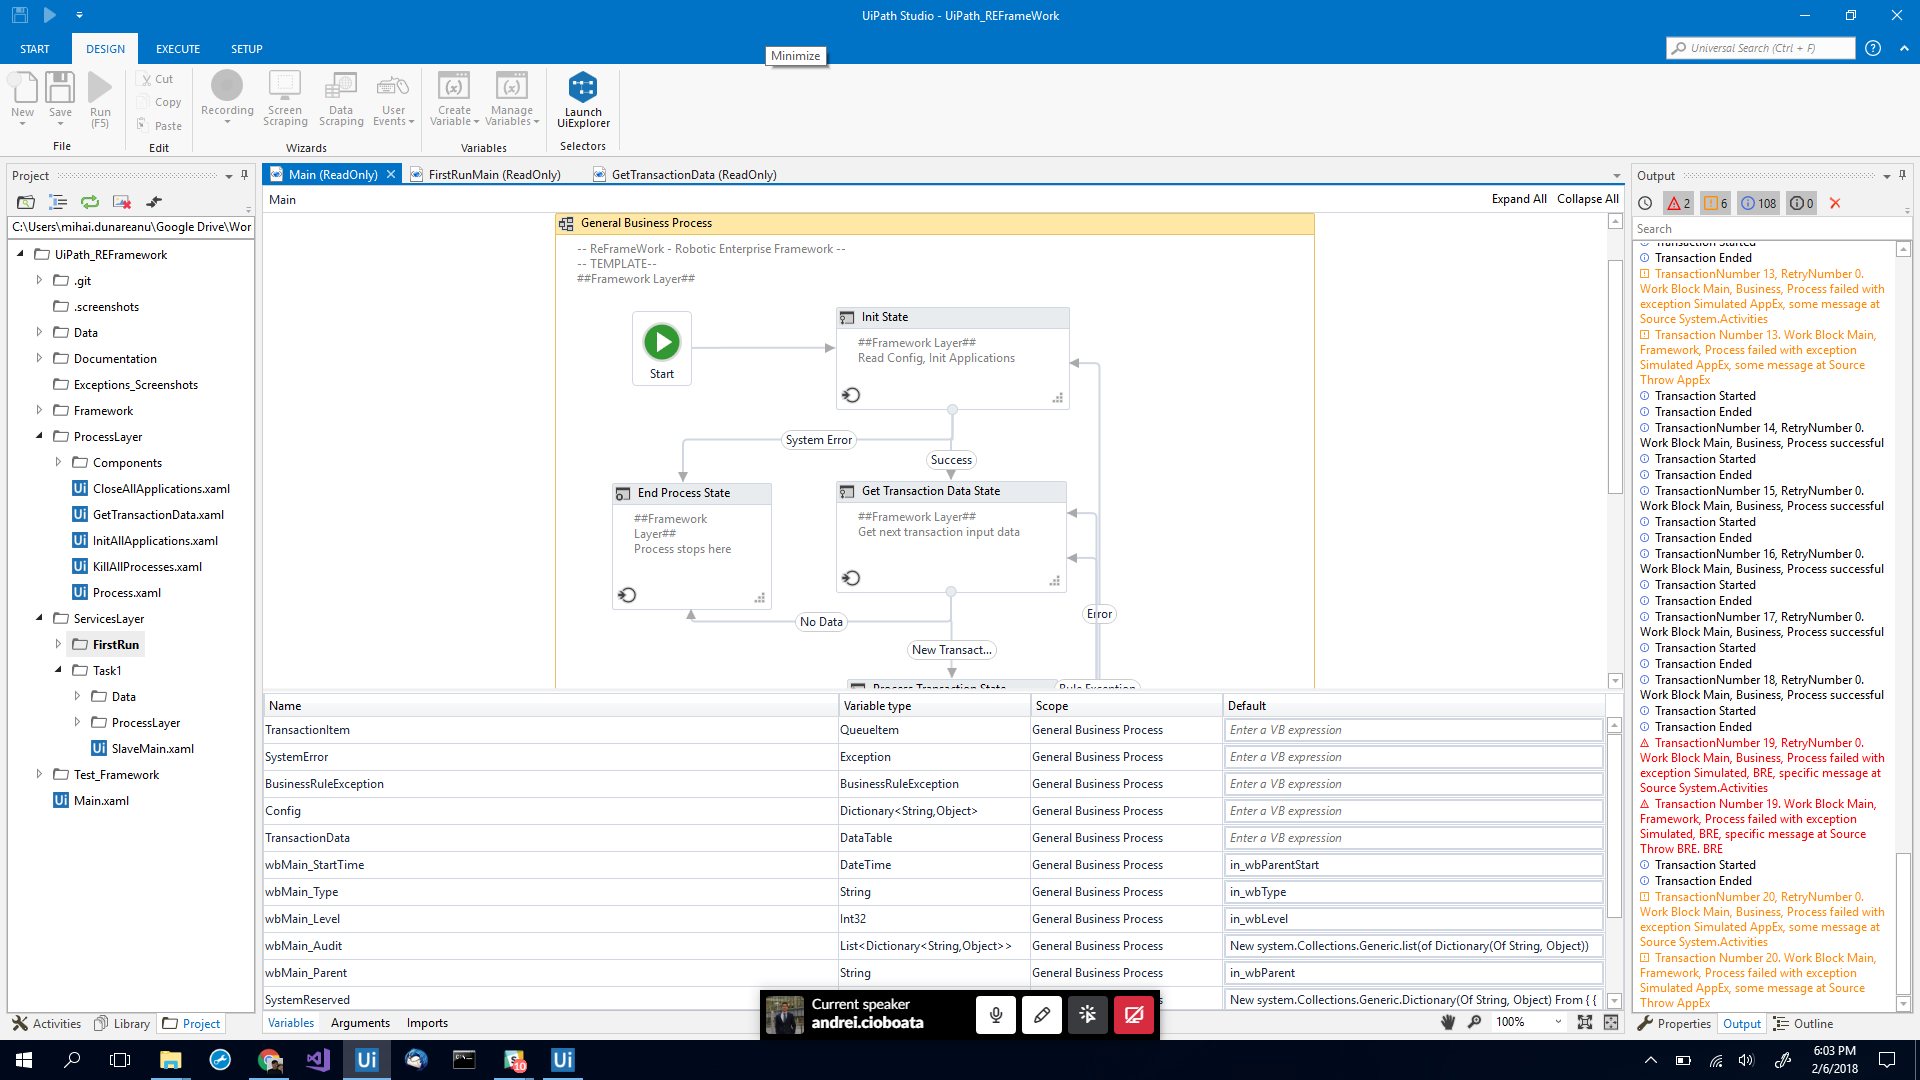 UiPath Studio - UiPath_REFrameWork
START
DESIGN
EXECUTE
SETUP
Minimize
Universal Search (Ctrl + F)
New
Save
Run
(F5)
File
Cut
Copy
Paste
Edit
Recording
Screen
Scraping
Data
Scraping
User
Events
Wizards
Create
Variable
Manage
Variables
Variables
Launch
UiExplorer
Selectors
Project
C:\Users\mihai.dunareanu\Google Drive\Wor
UiPath_REFramework
.git
.screenshots
Data
Documentation
Exceptions_Screenshots
Framework
ProcessLayer
Components
CloseAllApplications.xaml
GetTransactionData.xaml
InitAllApplications.xaml
KillAllProcesses.xaml
Process.xaml
ServicesLayer
FirstRun
Task1
Data
ProcessLayer
SlaveMain.xaml
Test_Framework
Main.xaml
Activities
Library
Project
Main (ReadOnly)
FirstRunMain (ReadOnly)
GetTransactionData (ReadOnly)
Main
Expand All
Collapse All
General Business Process
-- ReFrameWork - Robotic Enterprise Framework --
-- TEMPLATE--
##Framework Layer##
Start
Init State
##Framework Layer##
Read Config, Init Applications
System Error
Success
End Process State
##Framework
Layer##
Process stops here
Get Transaction Data State
##Framework Layer##
Get next transaction input data
No Data
Error
New Transact...
Process Transaction State
Rule Exception
Name Variable type Scope Default
TransactionItem QueueItem General Business Process Enter a VB expression
SystemError Exception General Business Process Enter a VB expression
BusinessRuleException BusinessRuleException General Business Process Enter a VB expression
Config Dictionary<String,Object> General Business Process Enter a VB expression
TransactionData DataTable General Business Process Enter a VB expression
wbMain_StartTime DateTime General Business Process in_wbParentStart
wbMain_Type String General Business Process in_wbType
wbMain_Level Int32 General Business Process in_wbLevel
wbMain_Audit List<Dictionary<String,Object>> General Business Process New system.Collections.Generic.list(of Dictionary(Of String, Object))
wbMain_Parent String General Business Process in_wbParent
SystemReserved New system.Collections.Generic.Dictionary(Of String, Object) From { {
Variables
Arguments
Imports
100%
Current speaker
andrei.cioboata
Output
2
6
108
0
Search
Transaction Started
Transaction Ended
TransactionNumber 13, RetryNumber 0.
Work Block Main, Business, Process failed with
exception Simulated AppEx, some message at
Source System.Activities
Transaction Number 13. Work Block Main,
Framework, Process failed with exception
Simulated AppEx, some message at Source
Throw AppEx
Transaction Started
Transaction Ended
TransactionNumber 14, RetryNumber 0.
Work Block Main, Business, Process successful
Transaction Started
Transaction Ended
TransactionNumber 15, RetryNumber 0.
Work Block Main, Business, Process successful
Transaction Started
Transaction Ended
TransactionNumber 16, RetryNumber 0.
Work Block Main, Business, Process successful
Transaction Started
Transaction Ended
TransactionNumber 17, RetryNumber 0.
Work Block Main, Business, Process successful
Transaction Started
Transaction Ended
TransactionNumber 18, RetryNumber 0.
Work Block Main, Business, Process successful
Transaction Started
Transaction Ended
TransactionNumber 19, RetryNumber 0.
Work Block Main, Business, Process failed with
exception Simulated, BRE, specific message at
Source System.Activities
Transaction Number 19. Work Block Main,
Framework, Process failed with exception
Simulated, BRE, specific message at Source
Throw BRE. BRE
Transaction Started
Transaction Ended
TransactionNumber 20, RetryNumber 0.
Work Block Main, Business, Process failed with
exception Simulated AppEx, some message at
Source System.Activities
Transaction Number 20. Work Block Main,
Framework, Process failed with exception
Simulated AppEx, some message at Source
Throw AppEx
Properties
Output
Outline
Ui
10
Ui
6:03 PM
2/6/2018